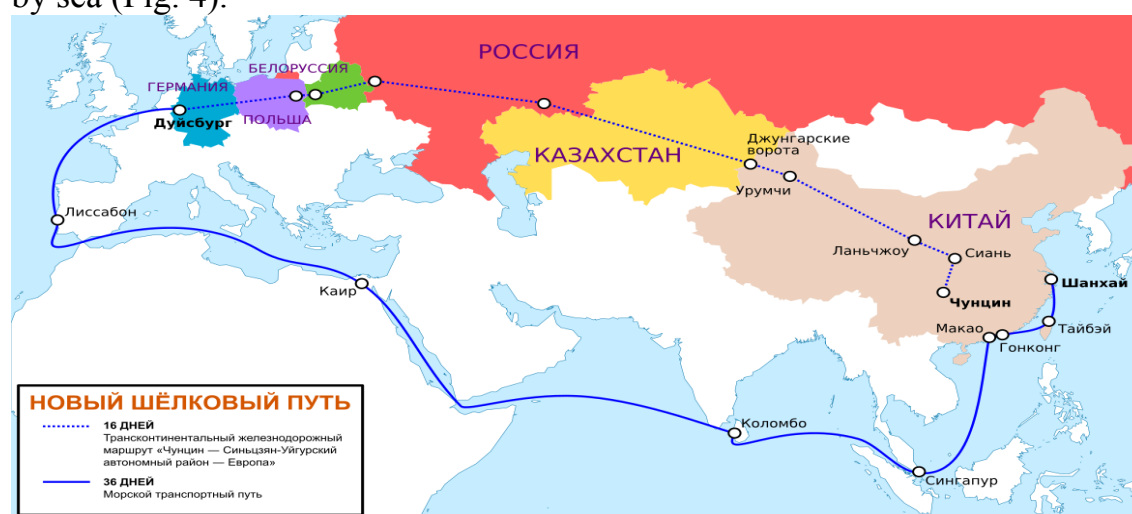 by sea (Fig. 4).
РОССИЯ
БЕЛОРУССИЯ
ГЕРМАНИЯ
ПОЛЬША
Дуйсбург
КАЗАХСТАН
Джунгарские
ворота
Урумчи
КИТАЙ
Лиссабон
Ланьчжоу
Сиань
Каир
Чунцин
Шанхай
Макао
Тайбэй
Гонконг
Коломбо
Сингапур
НОВЫЙ ШЁЛКОВЫЙ ПУТЬ
16 ДНЕЙ
Трансконтинентальный железнодорожный
маршрут «Чунцин — Синьцзян-Уйгурский
автономный район — Европа»
36 ДНЕЙ
Морской транспортный путь